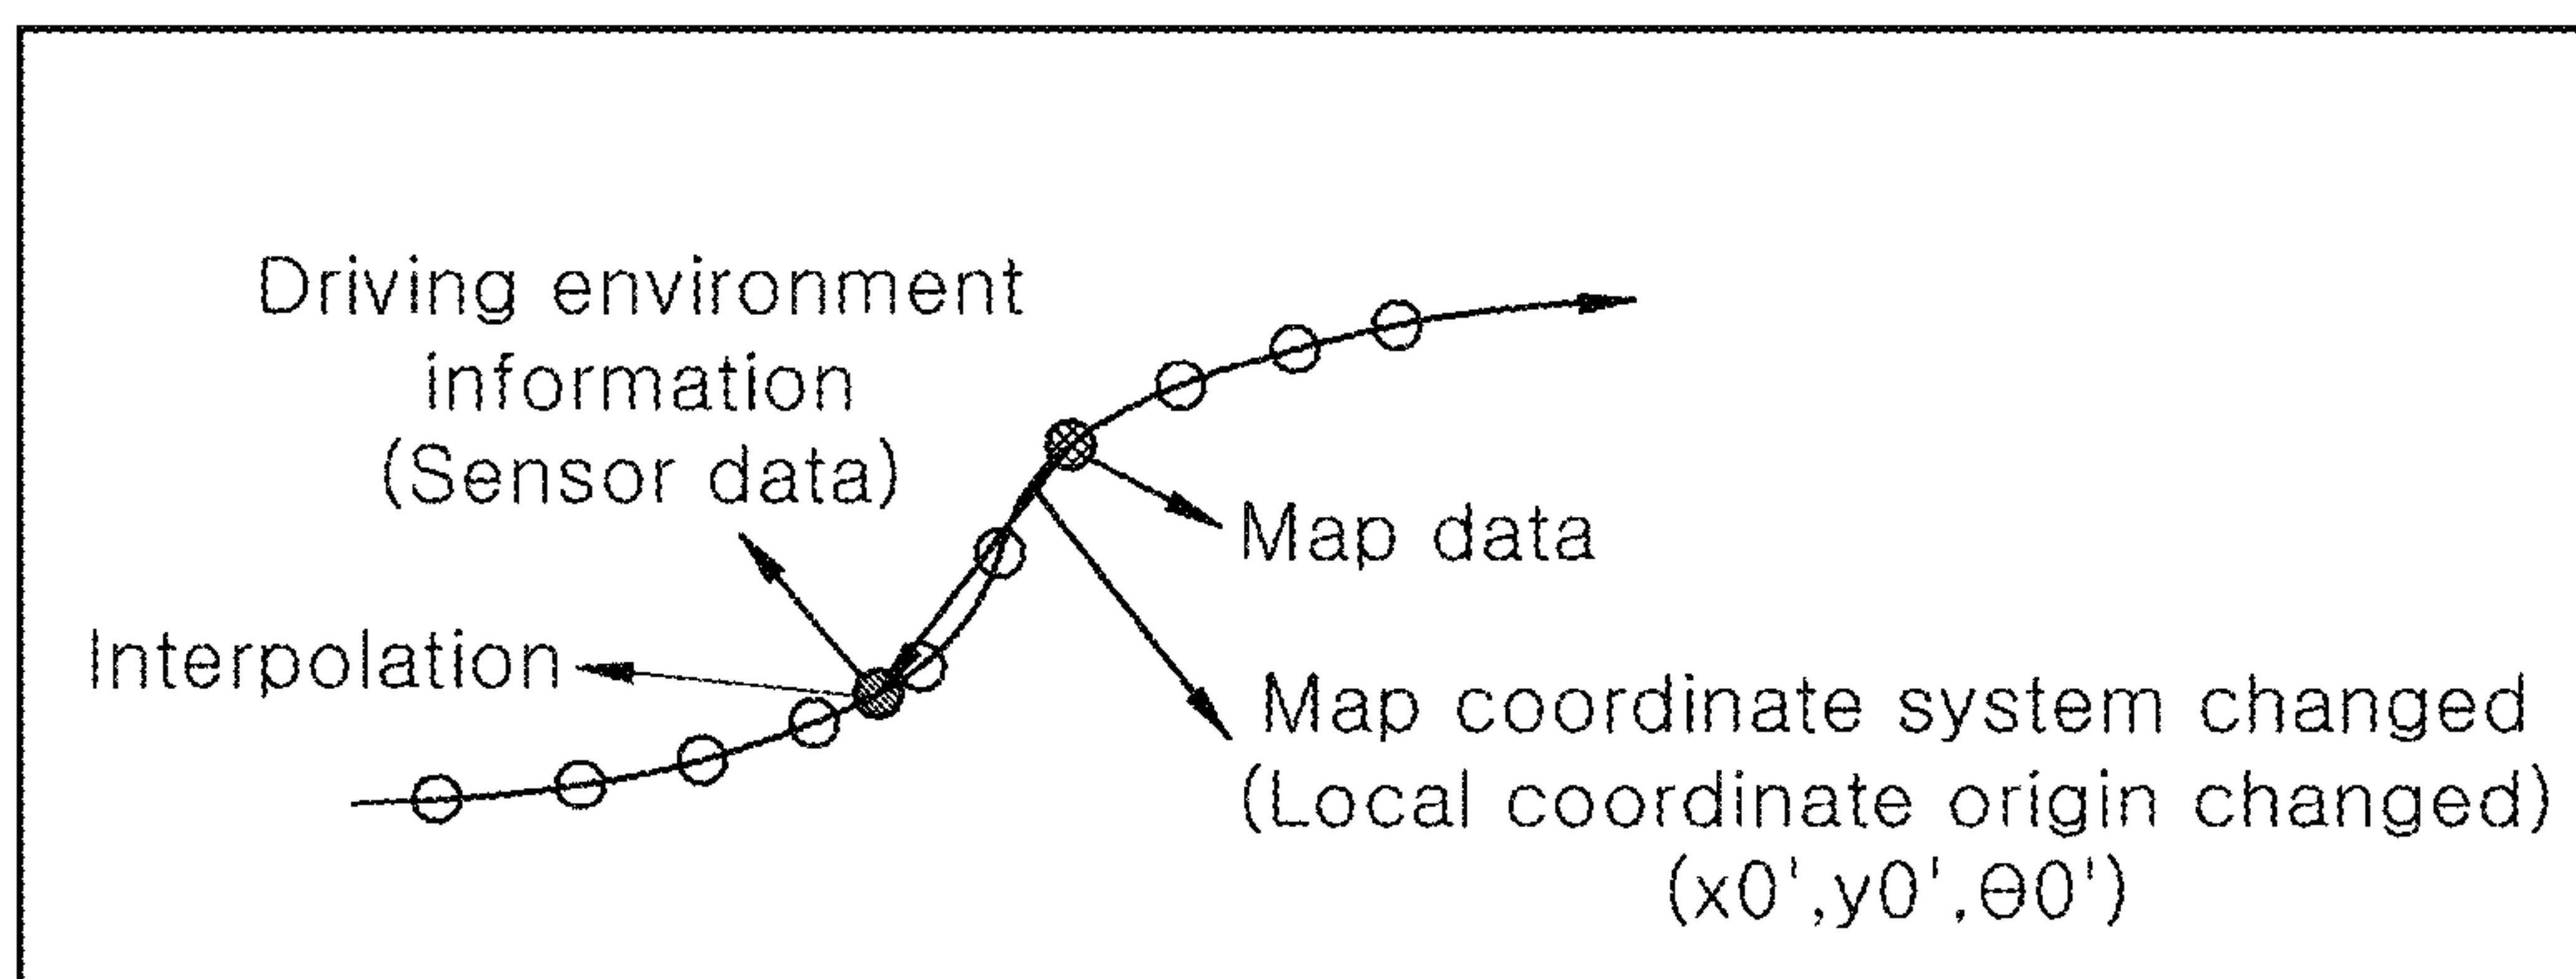 Driving environment
information
(Sensor data)
Map data
Interpolation
Map coordinate system changed
(Local coordinate origin changed)
(x0',y0',θ0')